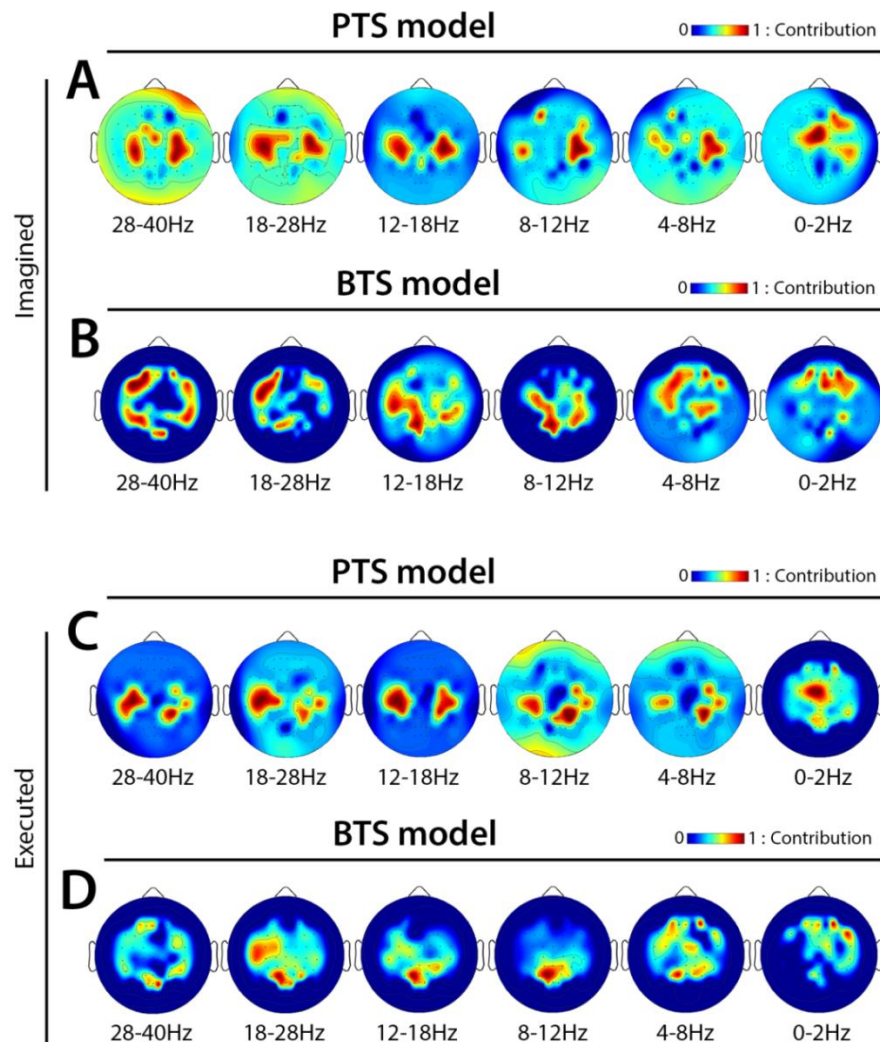 PTS model
0 1 : Contribution
A
28-40Hz 18-28Hz 12-18Hz 8-12Hz 4-8Hz 0-2Hz
Imagined
BTS model
0 1 : Contribution
B
28-40Hz 18-28Hz 12-18Hz 8-12Hz 4-8Hz 0-2Hz
PTS model
0 1 : Contribution
C
28-40Hz 18-28Hz 12-18Hz 8-12Hz 4-8Hz 0-2Hz
Executed
BTS model
0 1 : Contribution
D
28-40Hz 18-28Hz 12-18Hz 8-12Hz 4-8Hz 0-2Hz